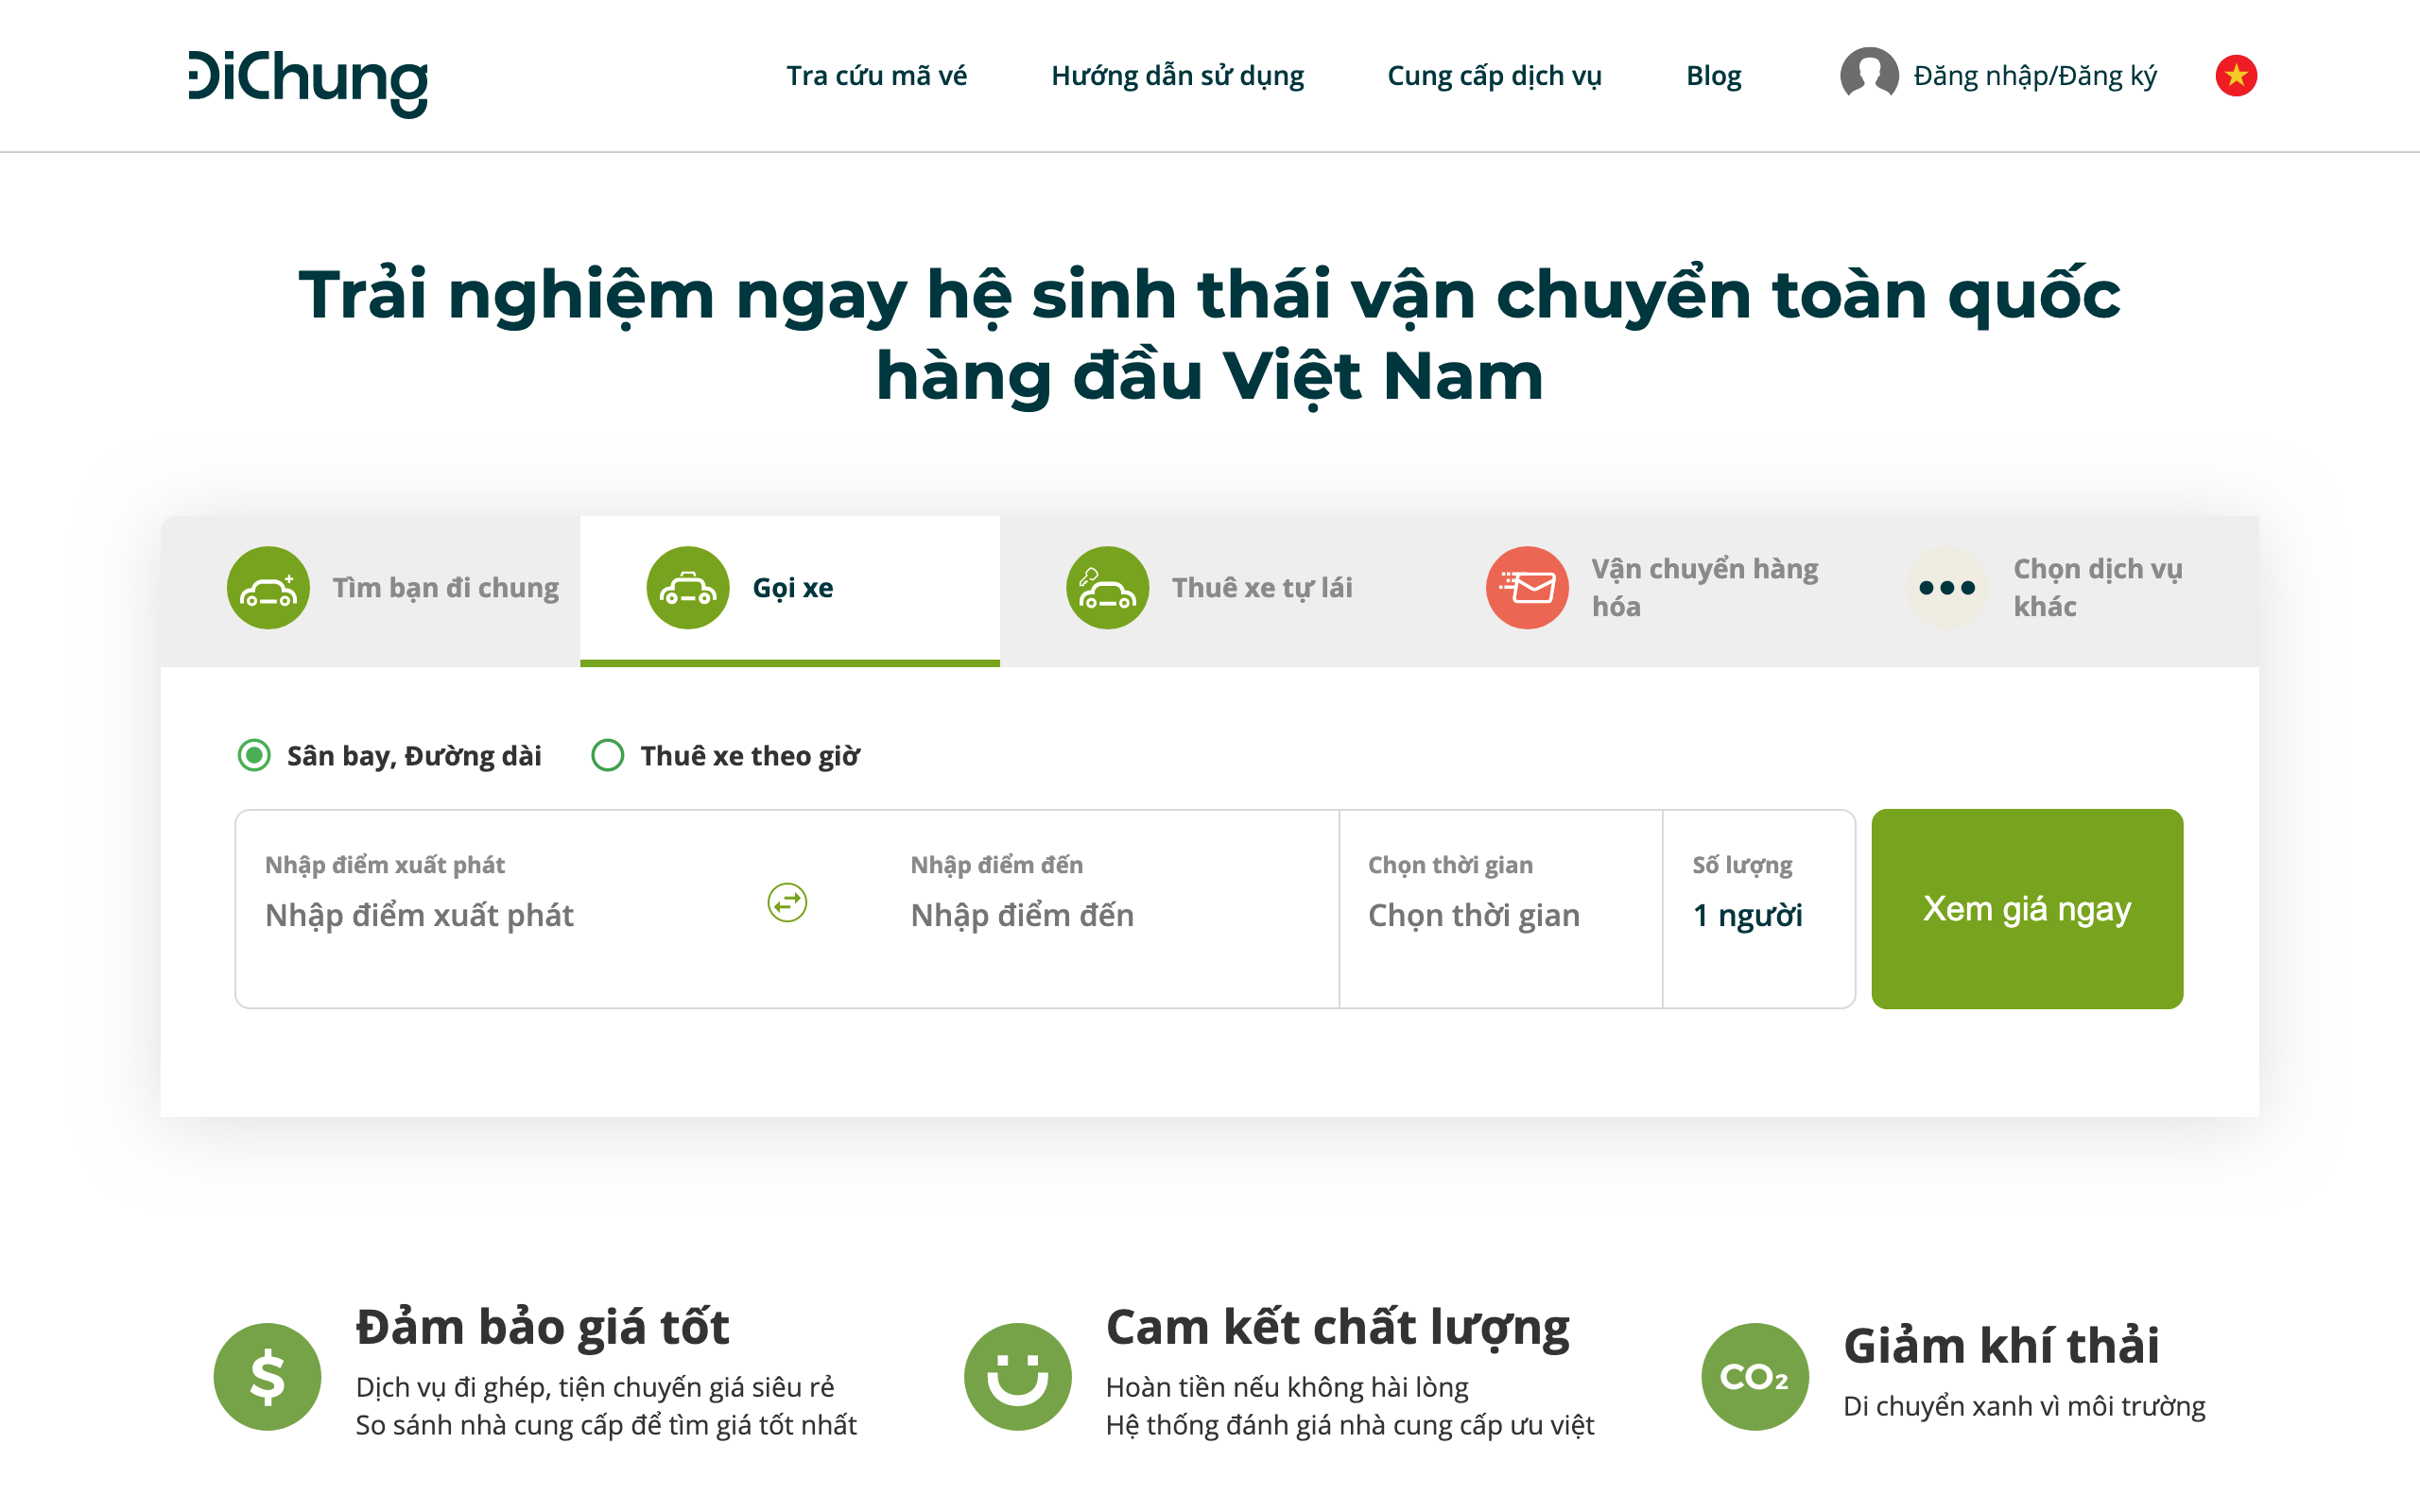 ĐiChung
Tra cứu mã vé
Hướng dẫn sử dụng
Cung cấp dịch vụ
Blog
Đăng nhập/Đăng ký
Trải nghiệm ngay hệ sinh thái vận chuyển toàn quốc
hàng đầu Việt Nam
Tìm bạn đi chung
Gọi xe
Thuê xe tự lái
Vận chuyển hàng
hóa
Chọn dịch vụ
khác
Sân bay, Đường dài
Thuê xe theo giờ
Nhập điểm xuất phát
Nhập điểm xuất phát
Nhập điểm đến
Nhập điểm đến
Chọn thời gian
Chọn thời gian
Số lượng
1 người
Xem giá ngay
$
Đảm bảo giá tốt
Dịch vụ đi ghép, tiện chuyến giá siêu rẻ
So sánh nhà cung cấp để tìm giá tốt nhất
Cam kết chất lượng
Hoàn tiền nếu không hài lòng
Hệ thống đánh giá nhà cung cấp ưu việt
CO₂
Giảm khí thải
Di chuyển xanh vì môi trường